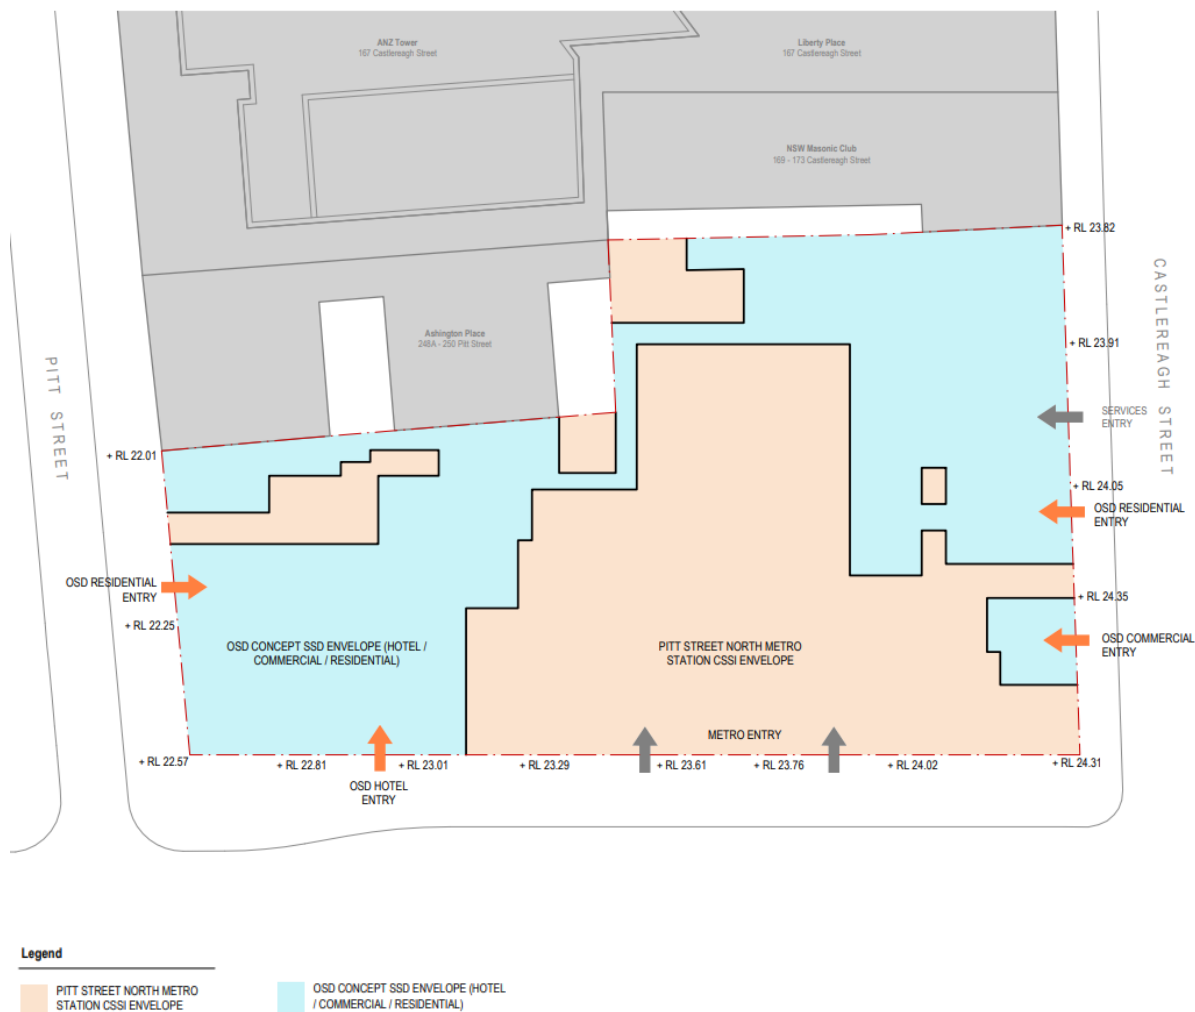 ANZ Tower
167 Castlereagh Street
Liberty Place
167 Castlereagh Street
NSW Masonic Club
169 - 173 Castlereagh Street
+ RL 23.82
CASTLEREAGH STREET
Ashington Place
248A - 250 Pitt Street
+ RL 23.91
PITT STREET
SERVICES
ENTRY
+ RL 22.01
+ RL 24.05
OSD RESIDENTIAL
ENTRY
OSD RESIDENTIAL
ENTRY
+ RL 24.35
+ RL 22.25
OSD COMMERCIAL
ENTRY
OSD CONCEPT SSD ENVELOPE (HOTEL /
COMMERCIAL / RESIDENTIAL)
PITT STREET NORTH METRO
STATION CSSI ENVELOPE
METRO ENTRY
+ RL 22.57
+ RL 22.81
+ RL 23.01
+ RL 23.29
+ RL 23.61
+ RL 23.76
+ RL 24.02
+ RL 24.31
OSD HOTEL
ENTRY
Legend
PITT STREET NORTH METRO
STATION CSSI ENVELOPE
OSD CONCEPT SSD ENVELOPE (HOTEL
/ COMMERCIAL / RESIDENTIAL)